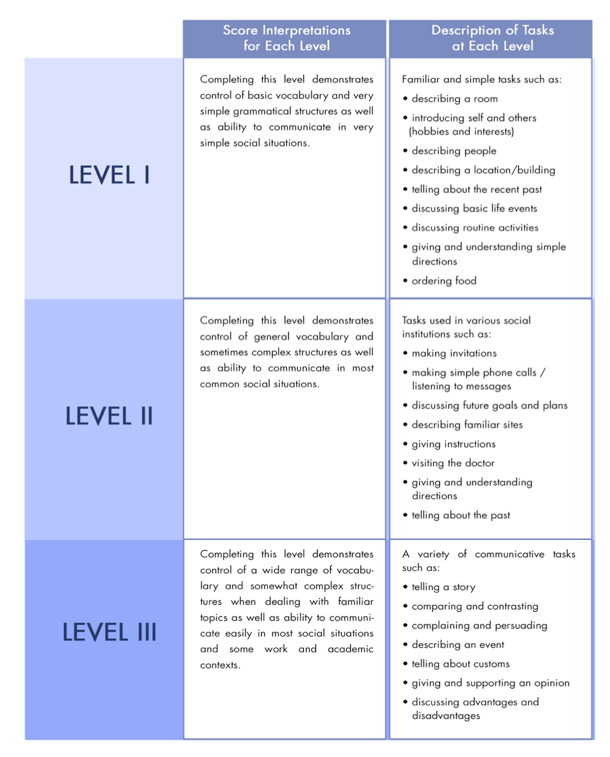 Score Interpretations
for Each Level
Description of Tasks
at Each Level
LEVEL I
Completing this level demonstrates
control of basic vocabulary and very
simple grammatical structures as well
as ability to communicate in very
simple social situations.
Familiar and simple tasks such as:
• describing a room
• introducing self and others
(hobbies and interests)
• describing people
• describing a location/building
• telling about the recent past
• discussing basic life events
• discussing routine activities
• giving and understanding simple
directions
• ordering food
LEVEL II
Completing this level demonstrates
control of general vocabulary and
sometimes complex structures as well
as ability to communicate in most
common social situations.
Tasks used in various social
institutions such as:
• making invitations
• making simple phone calls /
listening to messages
• discussing future goals and plans
• describing familiar sites
• giving instructions
• visiting the doctor
• giving and understanding
directions
• telling about the past
LEVEL III
Completing this level demonstrates
control of a wide range of vocabu-
lary and somewhat complex struc-
tures when dealing with familiar
topics as well as ability to communi-
cate easily in most social situations
and some work and academic
contexts.
A variety of communicative tasks
such as:
• telling a story
• comparing and contrasting
• complaining and persuading
• describing an event
• telling about customs
• giving and supporting an opinion
• discussing advantages and
disadvantages